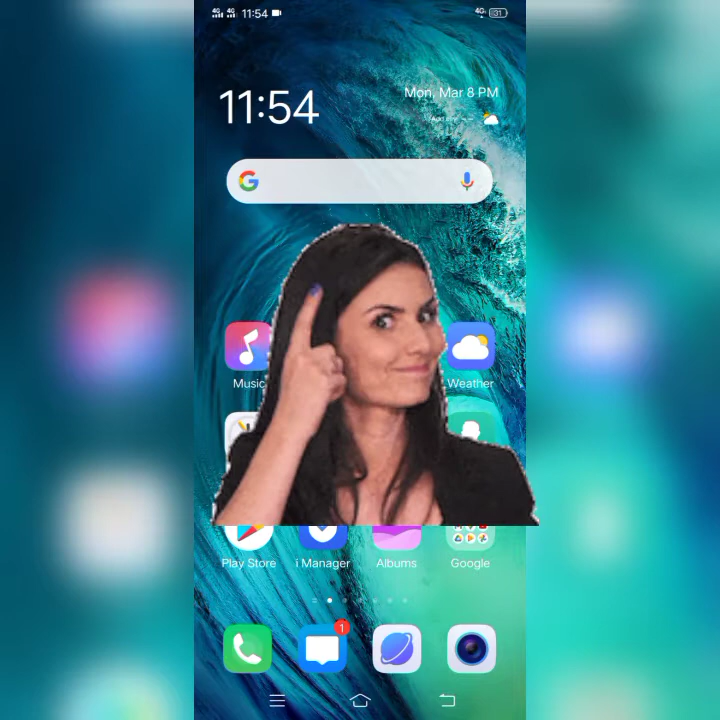 4G 4G 11:54 4G+ 31
11:54
Mon, Mar 8 PM
G
Music
Weather
Play Store
i Manager
Albums
Google
1